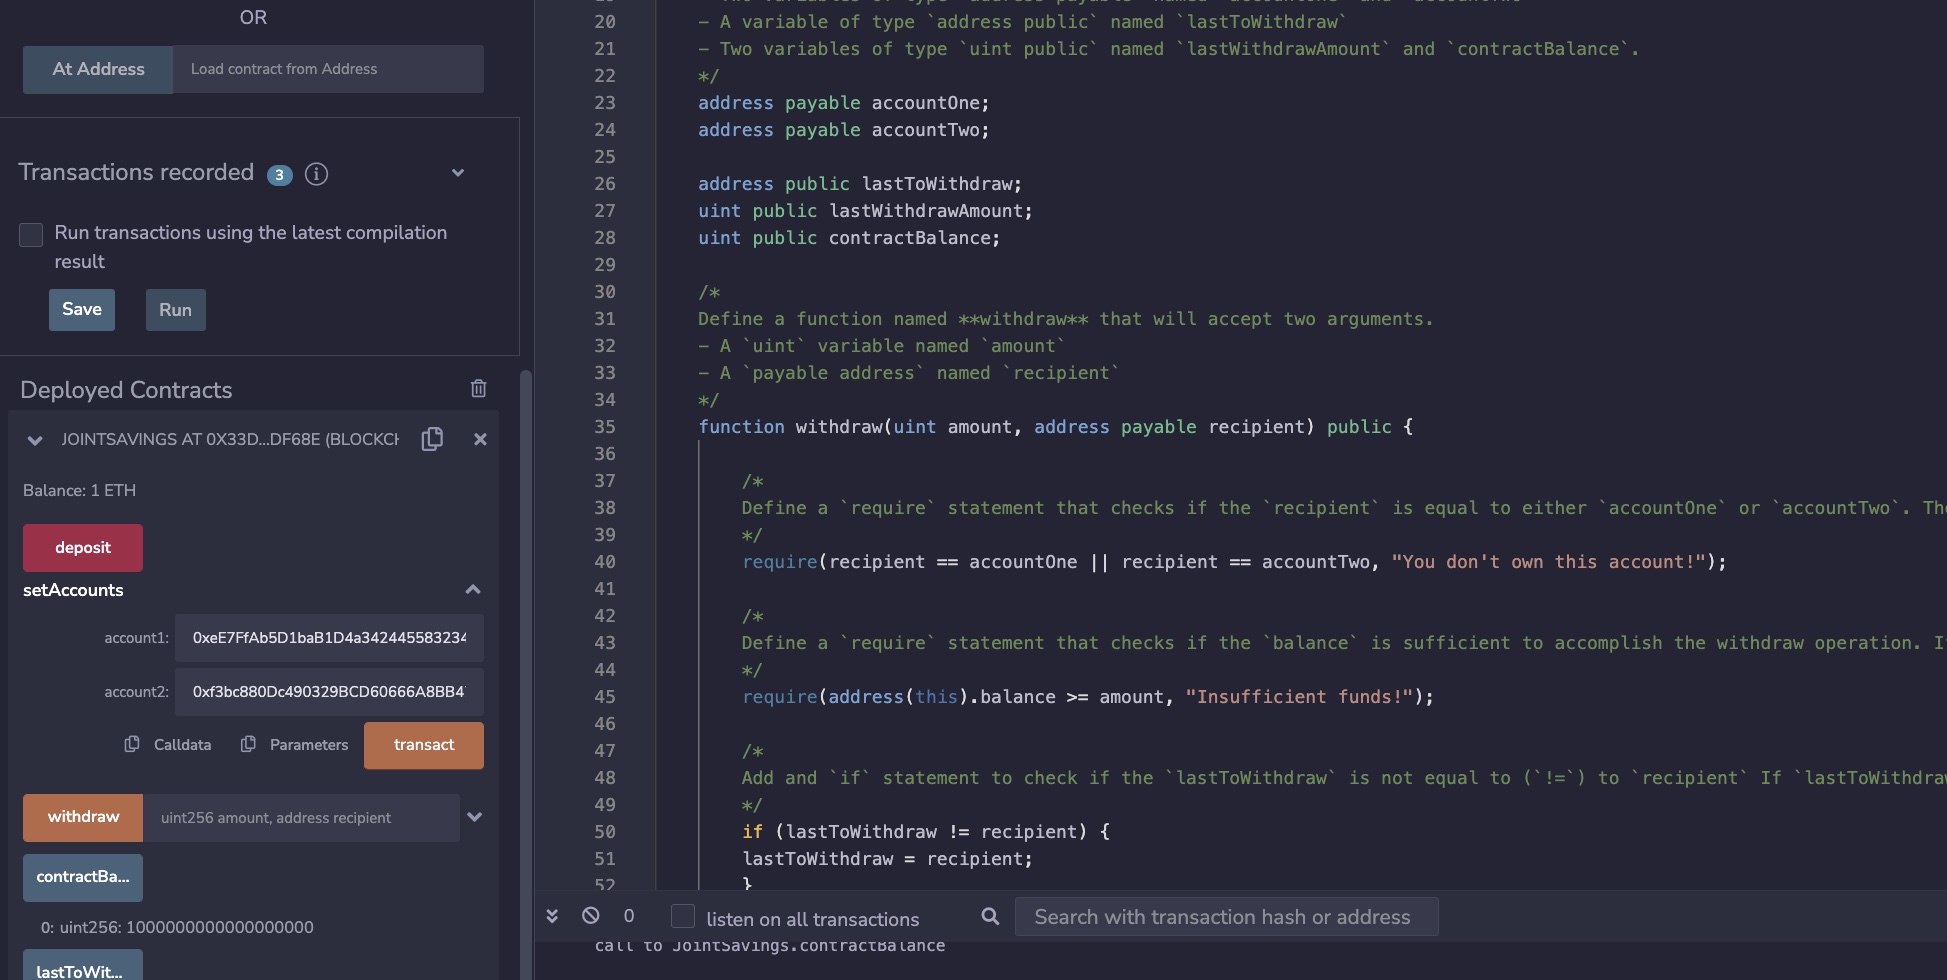 OR
At Address
Load contract from Address
Transactions recorded 3
Run transactions using the latest compilation
result
Save
Run
Deployed Contracts
JOINTSAVINGS AT 0X33D...DF68E (BLOCKCH
Balance: 1 ETH
deposit
setAccounts
account1:
0xeE7FfAb5D1baB1D4a342445583234
account2:
0xf3bc880Dc490329BCD60666A8BB4
Calldata
Parameters
transact
withdraw
uint256 amount, address recipient
contractBa...
0: uint256: 1000000000000000000
lastToWit...
20 - A variable of type `address public` named `lastToWithdraw`
21 - Two variables of type `uint public` named `lastWithdrawAmount` and `contractBalance`.
22 */
23 address payable accountOne;
24 address payable accountTwo;
25
26 address public lastToWithdraw;
27 uint public lastWithdrawAmount;
28 uint public contractBalance;
29
30 /*
31 Define a function named **withdraw** that will accept two arguments.
32 - A `uint` variable named `amount`
33 - A `payable address` named `recipient`
34 */
35 function withdraw(uint amount, address payable recipient) public {
36
37 /*
38 Define a `require` statement that checks if the `recipient` is equal to either `accountOne` or `accountTwo`. The
39 */
40 require(recipient == accountOne || recipient == accountTwo, "You don't own this account!");
41
42 /*
43 Define a `require` statement that checks if the `balance` is sufficient to accomplish the withdraw operation. I
44 */
45 require(address(this).balance >= amount, "Insufficient funds!");
46
47 /*
48 Add and `if` statement to check if the `lastToWithdraw` is not equal to (`!=`) to `recipient` If `lastToWithdraw
49 */
50 if (lastToWithdraw != recipient) {
51 lastToWithdraw = recipient;
52 }
0
listen on all transactions
Search with transaction hash or address
call to JointSavings.contractBalance